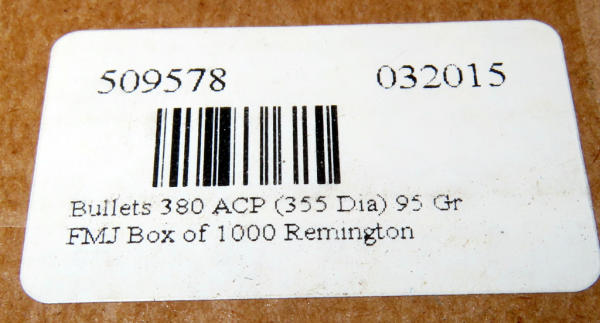 509578 032015
Bullets 380 ACP (355 Dia) 95 Gr
FMJ Box of 1000 Remington